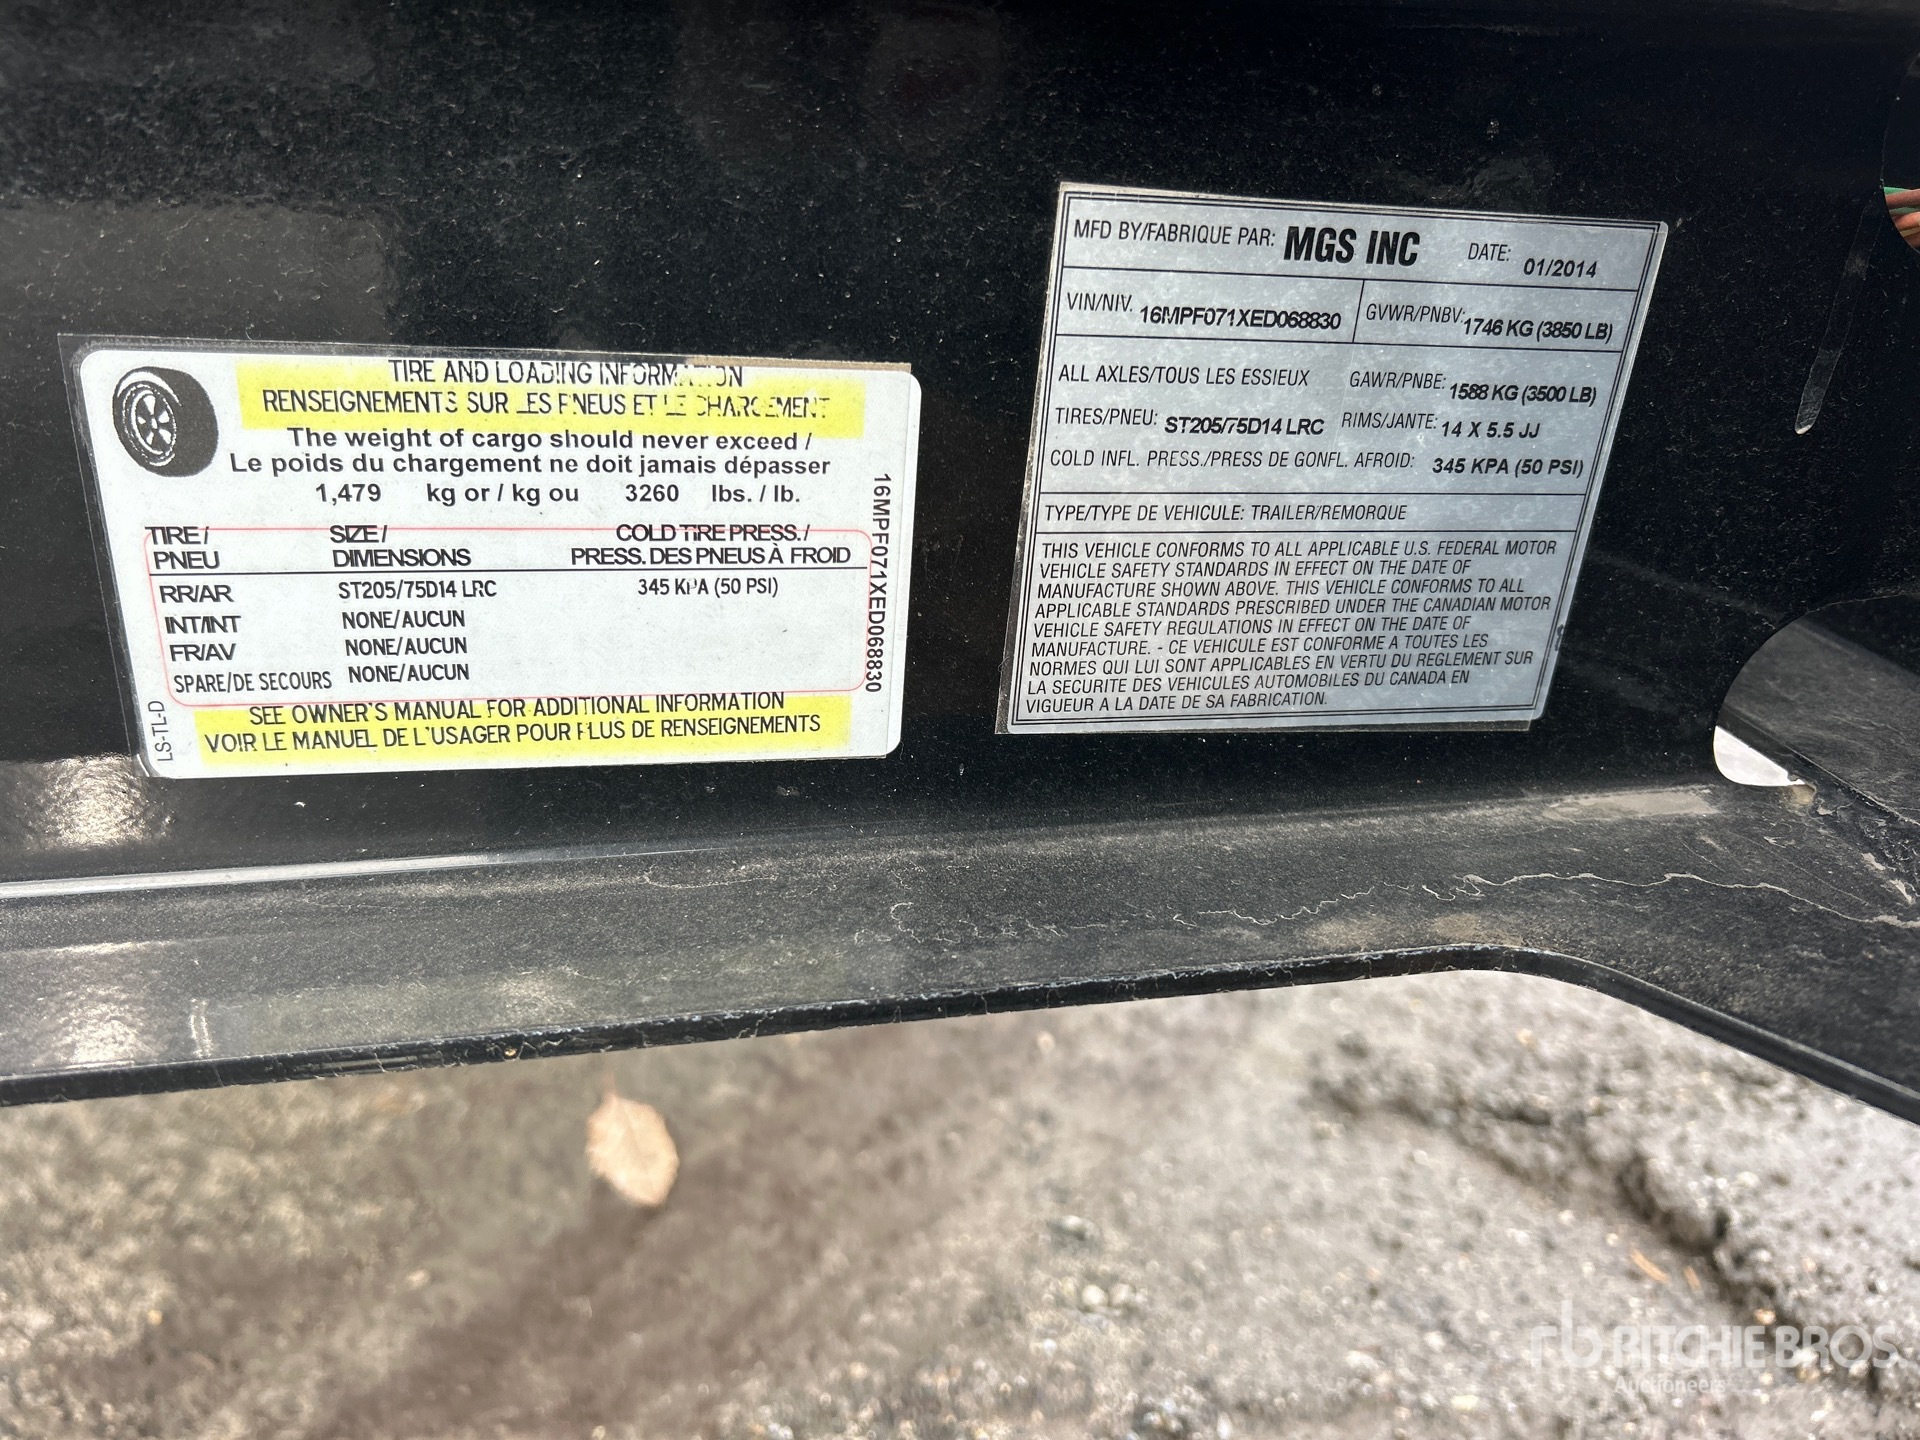 TIRE AND LOADING INFORMATION
RENSEIGNEMENTS SUR LES PNEUS ET LE CHARGEMENT
The weight of cargo should never exceed /
Le poids du chargement ne doit jamais dépasser
1,479 kg or / kg ou 3260 lbs. / lb.
TIRE / SIZE / COLD TIRE PRESS. /
PNEU DIMENSIONS PRESS. DES PNEUS À FROID
RR/AR ST205/75D14 LRC 345 KPA (50 PSI)
INT/INT NONE/AUCUN
FR/AV NONE/AUCUN
SPARE/DE SECOURS NONE/AUCUN
SEE OWNER'S MANUAL FOR ADDITIONAL INFORMATION
VOIR LE MANUEL DE L'USAGER POUR PLUS DE RENSEIGNEMENTS
LS-TL-D
16MPF071XED068830
MFD BY/FABRIQUE PAR: MGS INC DATE: 01/2014
VIN/NIV. 16MPF071XED068830 GVWR/PNBV: 1746 KG (3850 LB)
ALL AXLES/TOUS LES ESSIEUX GAWR/PNBE: 1588 KG (3500 LB)
TIRES/PNEU: ST205/75D14 LRC RIMS/JANTE: 14 X 5.5 JJ
COLD INFL. PRESS./PRESS DE GONFL. AFROID: 345 KPA (50 PSI)
TYPE/TYPE DE VEHICULE: TRAILER/REMORQUE
THIS VEHICLE CONFORMS TO ALL APPLICABLE U.S. FEDERAL MOTOR
VEHICLE SAFETY STANDARDS IN EFFECT ON THE DATE OF
MANUFACTURE SHOWN ABOVE. THIS VEHICLE CONFORMS TO ALL
APPLICABLE STANDARDS PRESCRIBED UNDER THE CANADIAN MOTOR
VEHICLE SAFETY REGULATIONS IN EFFECT ON THE DATE OF
MANUFACTURE. - CE VEHICULE EST CONFORME A TOUTES LES
NORMES QUI LUI SONT APPLICABLES EN VERTU DU REGLEMENT SUR
LA SECURITE DES VEHICULES AUTOMOBILES DU CANADA EN
VIGUEUR A LA DATE DE SA FABRICATION.
rb RITCHIE BROS
Auctioneers